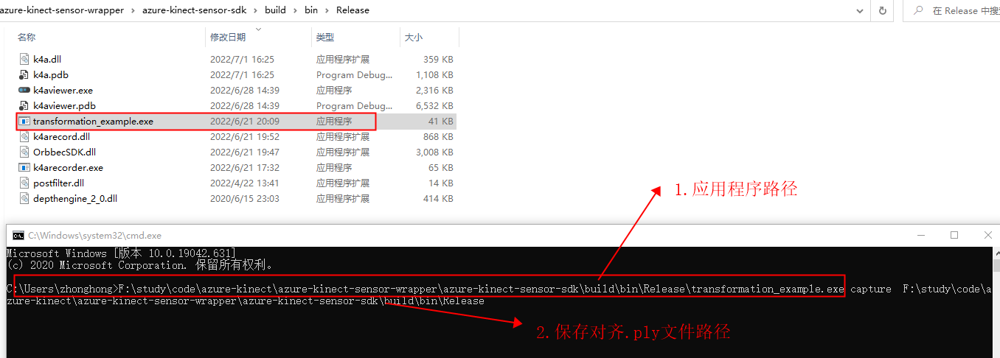 azure-kinect-sensor-wrapper > azure-kinect-sensor-sdk > build > bin > Release
在 Release 中搜
名称 修改日期 类型 大小
k4a.dll 2022/7/1 16:25 应用程序扩展 359 KB
k4a.pdb 2022/7/1 16:25 Program Debug... 1,108 KB
k4aviewer.exe 2022/6/28 14:39 应用程序 2,316 KB
k4aviewer.pdb 2022/6/28 14:39 Program Debug... 6,532 KB
transformation_example.exe 2022/6/21 20:09 应用程序 41 KB
k4arecord.dll 2022/6/21 19:52 应用程序扩展 868 KB
OrbbecSDK.dll 2022/6/21 19:47 应用程序扩展 3,008 KB
k4arecorder.exe 2022/6/21 17:32 应用程序 65 KB
postfilter.dll 2022/4/22 13:41 应用程序扩展 14 KB
depthengine_2_0.dll 2020/6/15 23:03 应用程序扩展 414 KB
1.应用程序路径
C:\Windows\system32\cmd.exe
Microsoft Windows [版本 10.0.19042.631]
(c) 2020 Microsoft Corporation. 保留所有权利。
C:\Users\zhonghong>F:\study\code\azure-kinect\azure-kinect-sensor-wrapper\azure-kinect-sensor-sdk\build\bin\Release\transformation_example.exe capture F:\study\code\a
zure-kinect\azure-kinect-sensor-wrapper\azure-kinect-sensor-sdk\build\bin\Release
2.保存对齐.ply文件路径